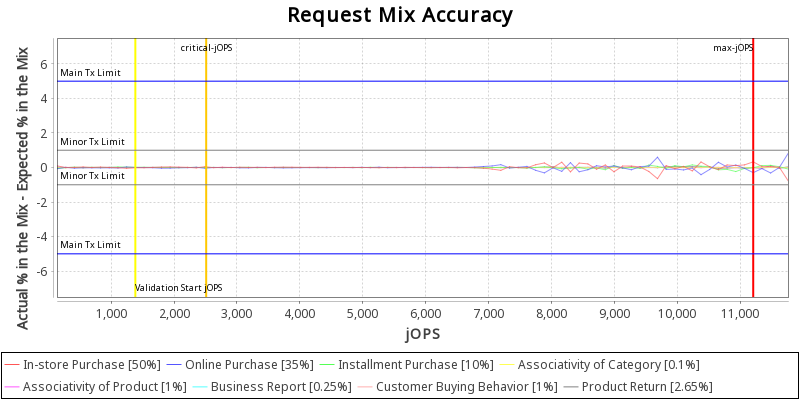 Request Mix Accuracy
critical-jOPS
max-jOPS
Actual % in the Mix - Expected % in the Mix
6
Main Tx Limit
4
2
Minor Tx Limit
0
Minor Tx Limit
-2
-4
Main Tx Limit
-6
Validation Start jOPS
1,000 2,000 3,000 4,000 5,000 6,000 7,000 8,000 9,000 10,000 11,000
jOPS
In-store Purchase [50%] Online Purchase [35%] Installment Purchase [10%] Associativity of Category [0.1%]
Associativity of Product [1%] Business Report [0.25%] Customer Buying Behavior [1%] Product Return [2.65%]